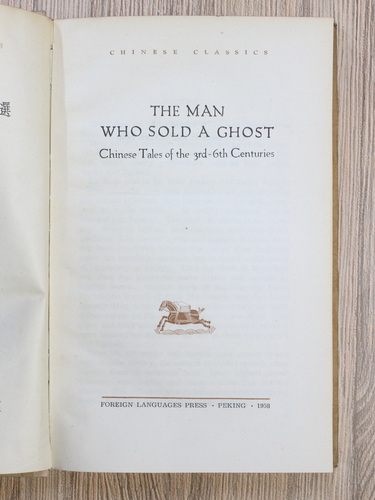 選
CHINESE CLASSICS
THE MAN
WHO SOLD A GHOST
Chinese Tales of the 3rd-6th Centuries
FOREIGN LANGUAGES PRESS · PEKING · 1958